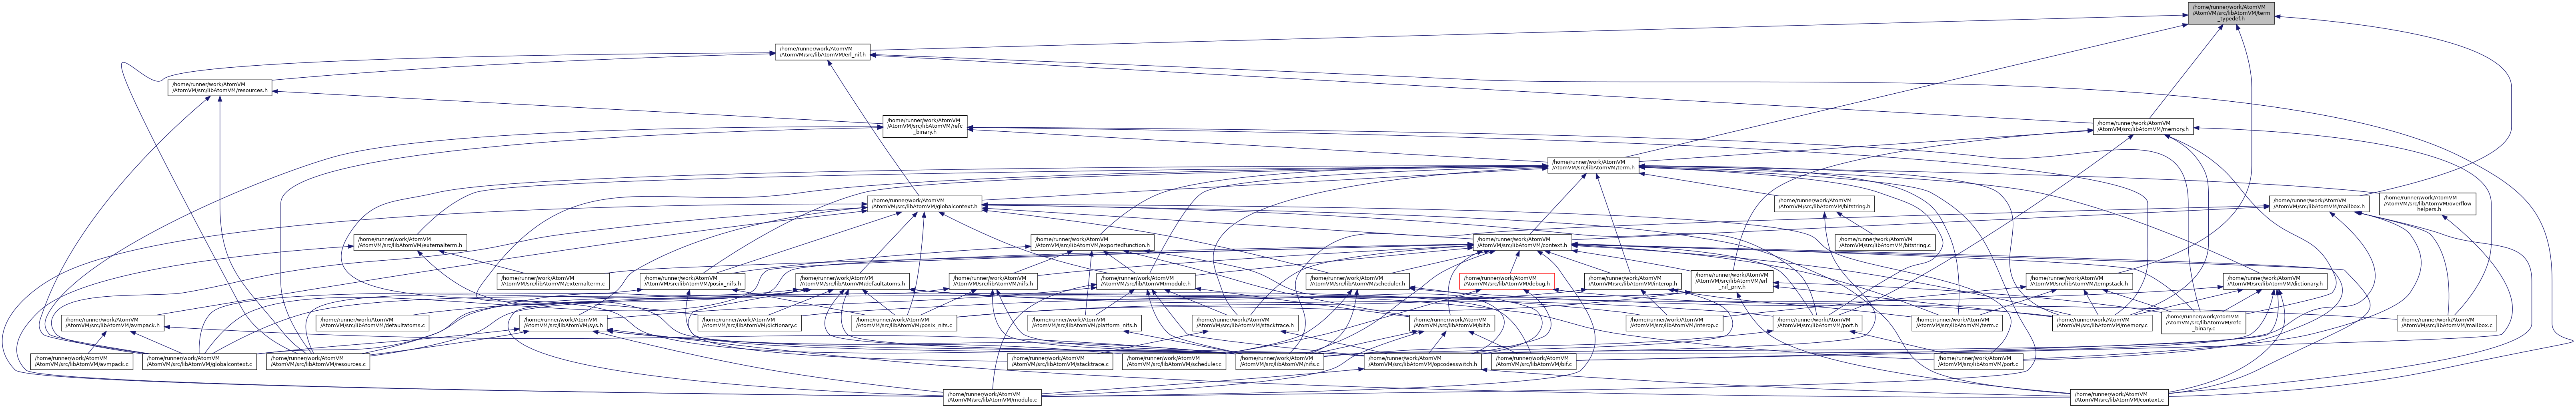 /home/runner/work/AtomVM
/AtomVM/src/libAtomVM/term
_typedef.h
/home/runner/work/AtomVM
/AtomVM/src/libAtomVM/erl_nif.h
/home/runner/work/AtomVM
/AtomVM/src/libAtomVM/resources.h
/home/runner/work/AtomVM
/AtomVM/src/libAtomVM/refc
_binary.h
/home/runner/work/AtomVM
/AtomVM/src/libAtomVM/memory.h
/home/runner/work/AtomVM
/AtomVM/src/libAtomVM/term.h
/home/runner/work/AtomVM
/AtomVM/src/libAtomVM/globalcontext.h
/home/runner/work/AtomVM
/AtomVM/src/libAtomVM/bitstring.h
/home/runner/work/AtomVM
/AtomVM/src/libAtomVM/mailbox.h
/home/runner/work/AtomVM
/AtomVM/src/libAtomVM/overflow
_helpers.h
/home/runner/work/AtomVM
/AtomVM/src/libAtomVM/externalterm.h
/home/runner/work/AtomVM
/AtomVM/src/libAtomVM/exportedfunction.h
/home/runner/work/AtomVM
/AtomVM/src/libAtomVM/context.h
/home/runner/work/AtomVM
/AtomVM/src/libAtomVM/bitstring.c
/home/runner/work/AtomVM
/AtomVM/src/libAtomVM/externalterm.c
/home/runner/work/AtomVM
/AtomVM/src/libAtomVM/posix_nifs.h
/home/runner/work/AtomVM
/AtomVM/src/libAtomVM/defaultatoms.h
/home/runner/work/AtomVM
/AtomVM/src/libAtomVM/nifs.h
/home/runner/work/AtomVM
/AtomVM/src/libAtomVM/module.h
/home/runner/work/AtomVM
/AtomVM/src/libAtomVM/scheduler.h
/home/runner/work/AtomVM
/AtomVM/src/libAtomVM/debug.h
/home/runner/work/AtomVM
/AtomVM/src/libAtomVM/interop.h
/home/runner/work/AtomVM
/AtomVM/src/libAtomVM/erl
_nif_priv.h
/home/runner/work/AtomVM
/AtomVM/src/libAtomVM/tempstack.h
/home/runner/work/AtomVM
/AtomVM/src/libAtomVM/dictionary.h
/home/runner/work/AtomVM
/AtomVM/src/libAtomVM/avmpack.h
/home/runner/work/AtomVM
/AtomVM/src/libAtomVM/defaultatoms.c
/home/runner/work/AtomVM
/AtomVM/src/libAtomVM/sys.h
/home/runner/work/AtomVM
/AtomVM/src/libAtomVM/dictionary.c
/home/runner/work/AtomVM
/AtomVM/src/libAtomVM/posix_nifs.c
/home/runner/work/AtomVM
/AtomVM/src/libAtomVM/platform_nifs.h
/home/runner/work/AtomVM
/AtomVM/src/libAtomVM/stacktrace.h
/home/runner/work/AtomVM
/AtomVM/src/libAtomVM/bif.h
/home/runner/work/AtomVM
/AtomVM/src/libAtomVM/interop.c
/home/runner/work/AtomVM
/AtomVM/src/libAtomVM/port.h
/home/runner/work/AtomVM
/AtomVM/src/libAtomVM/term.c
/home/runner/work/AtomVM
/AtomVM/src/libAtomVM/memory.c
/home/runner/work/AtomVM
/AtomVM/src/libAtomVM/refc
_binary.c
/home/runner/work/AtomVM
/AtomVM/src/libAtomVM/mailbox.c
/home/runner/work/AtomVM
/AtomVM/src/libAtomVM/avmpack.c
/home/runner/work/AtomVM
/AtomVM/src/libAtomVM/globalcontext.c
/home/runner/work/AtomVM
/AtomVM/src/libAtomVM/resources.c
/home/runner/work/AtomVM
/AtomVM/src/libAtomVM/stacktrace.c
/home/runner/work/AtomVM
/AtomVM/src/libAtomVM/scheduler.c
/home/runner/work/AtomVM
/AtomVM/src/libAtomVM/nifs.c
/home/runner/work/AtomVM
/AtomVM/src/libAtomVM/opcodesswitch.h
/home/runner/work/AtomVM
/AtomVM/src/libAtomVM/bif.c
/home/runner/work/AtomVM
/AtomVM/src/libAtomVM/port.c
/home/runner/work/AtomVM
/AtomVM/src/libAtomVM/module.c
/home/runner/work/AtomVM
/AtomVM/src/libAtomVM/context.c